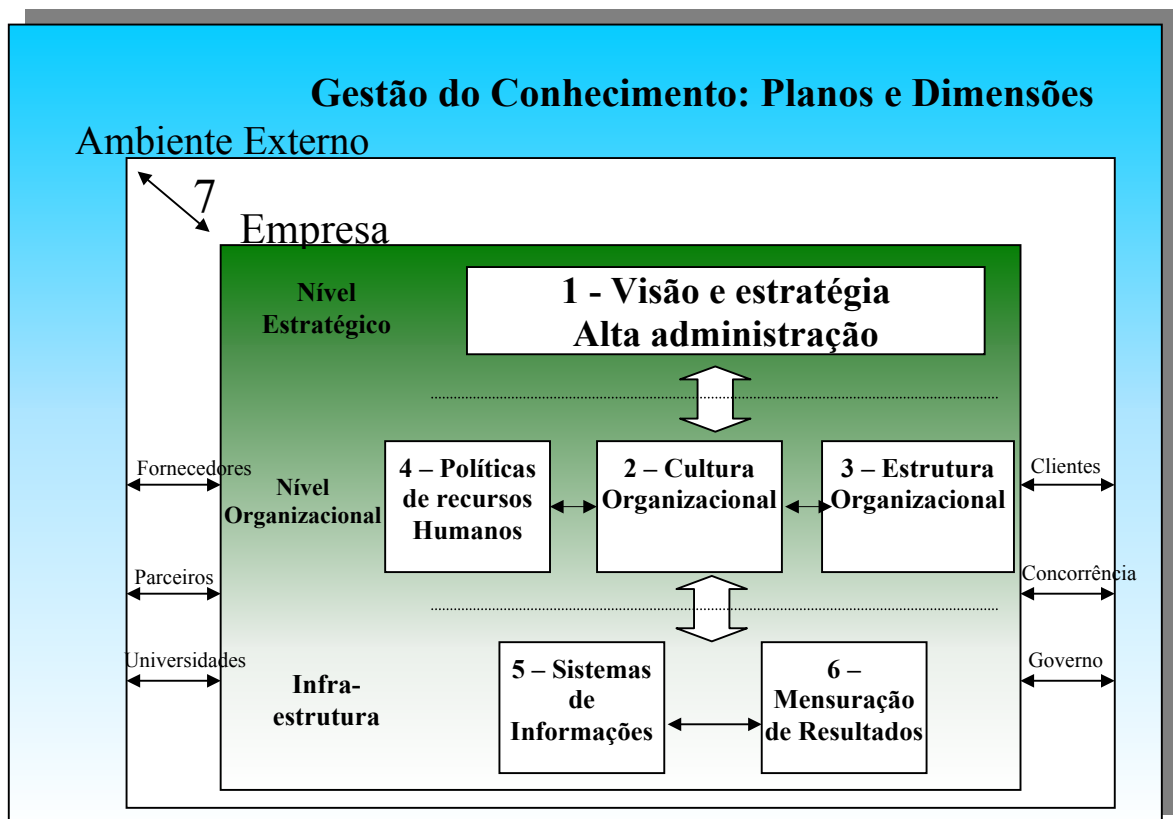 Gestão do Conhecimento: Planos e Dimensões
Ambiente Externo
7
Empresa
Nível
Estratégico
1 - Visão e estratégia
Alta administração
Fornecedores
Parceiros
Universidades
Nível
Organizacional
4 – Políticas
de recursos
Humanos
2 – Cultura
Organizacional
3 – Estrutura
Organizacional
Clientes
Concorrência
Governo
Infra-
estrutura
5 – Sistemas
de
Informações
6 –
Mensuração
de Resultados